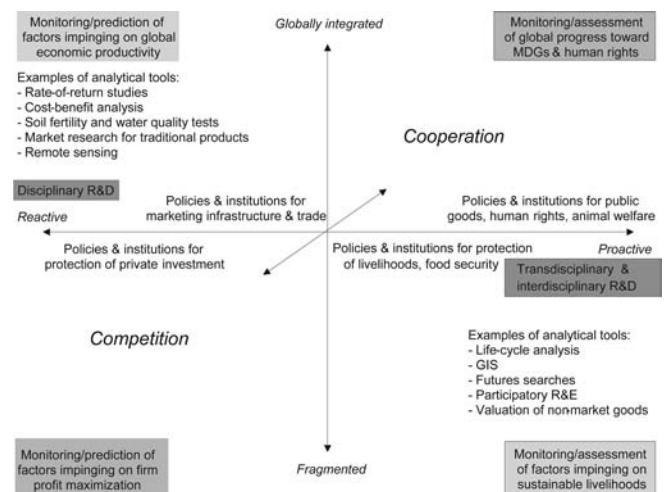 Monitoring/prediction of
factors impinging on global
economic productivity
Globally integrated
Monitoring/assessment
of global progress toward
MDGs & human rights
Examples of analytical tools:
- Rate-of-return studies
- Cost-benefit analysis
- Soil fertility and water quality tests
- Market research for traditional products
- Remote sensing
Cooperation
Disciplinary R&D
Reactive
Policies & institutions for
marketing infrastructure & trade
Policies & institutions for public
goods, human rights, animal welfare
Policies & institutions for
protection of private investment
Policies & institutions for protection
of livelihoods, food security
Proactive
Transdisciplinary &
interdisciplinary R&D
Competition
Examples of analytical tools:
- Life-cycle analysis
- GIS
- Futures searches
- Participatory R&E
- Valuation of non-market goods
Monitoring/prediction of
factors impinging on firm
profit maximization
Fragmented
Monitoring/assessment
of factors impinging on
sustainable livelihoods